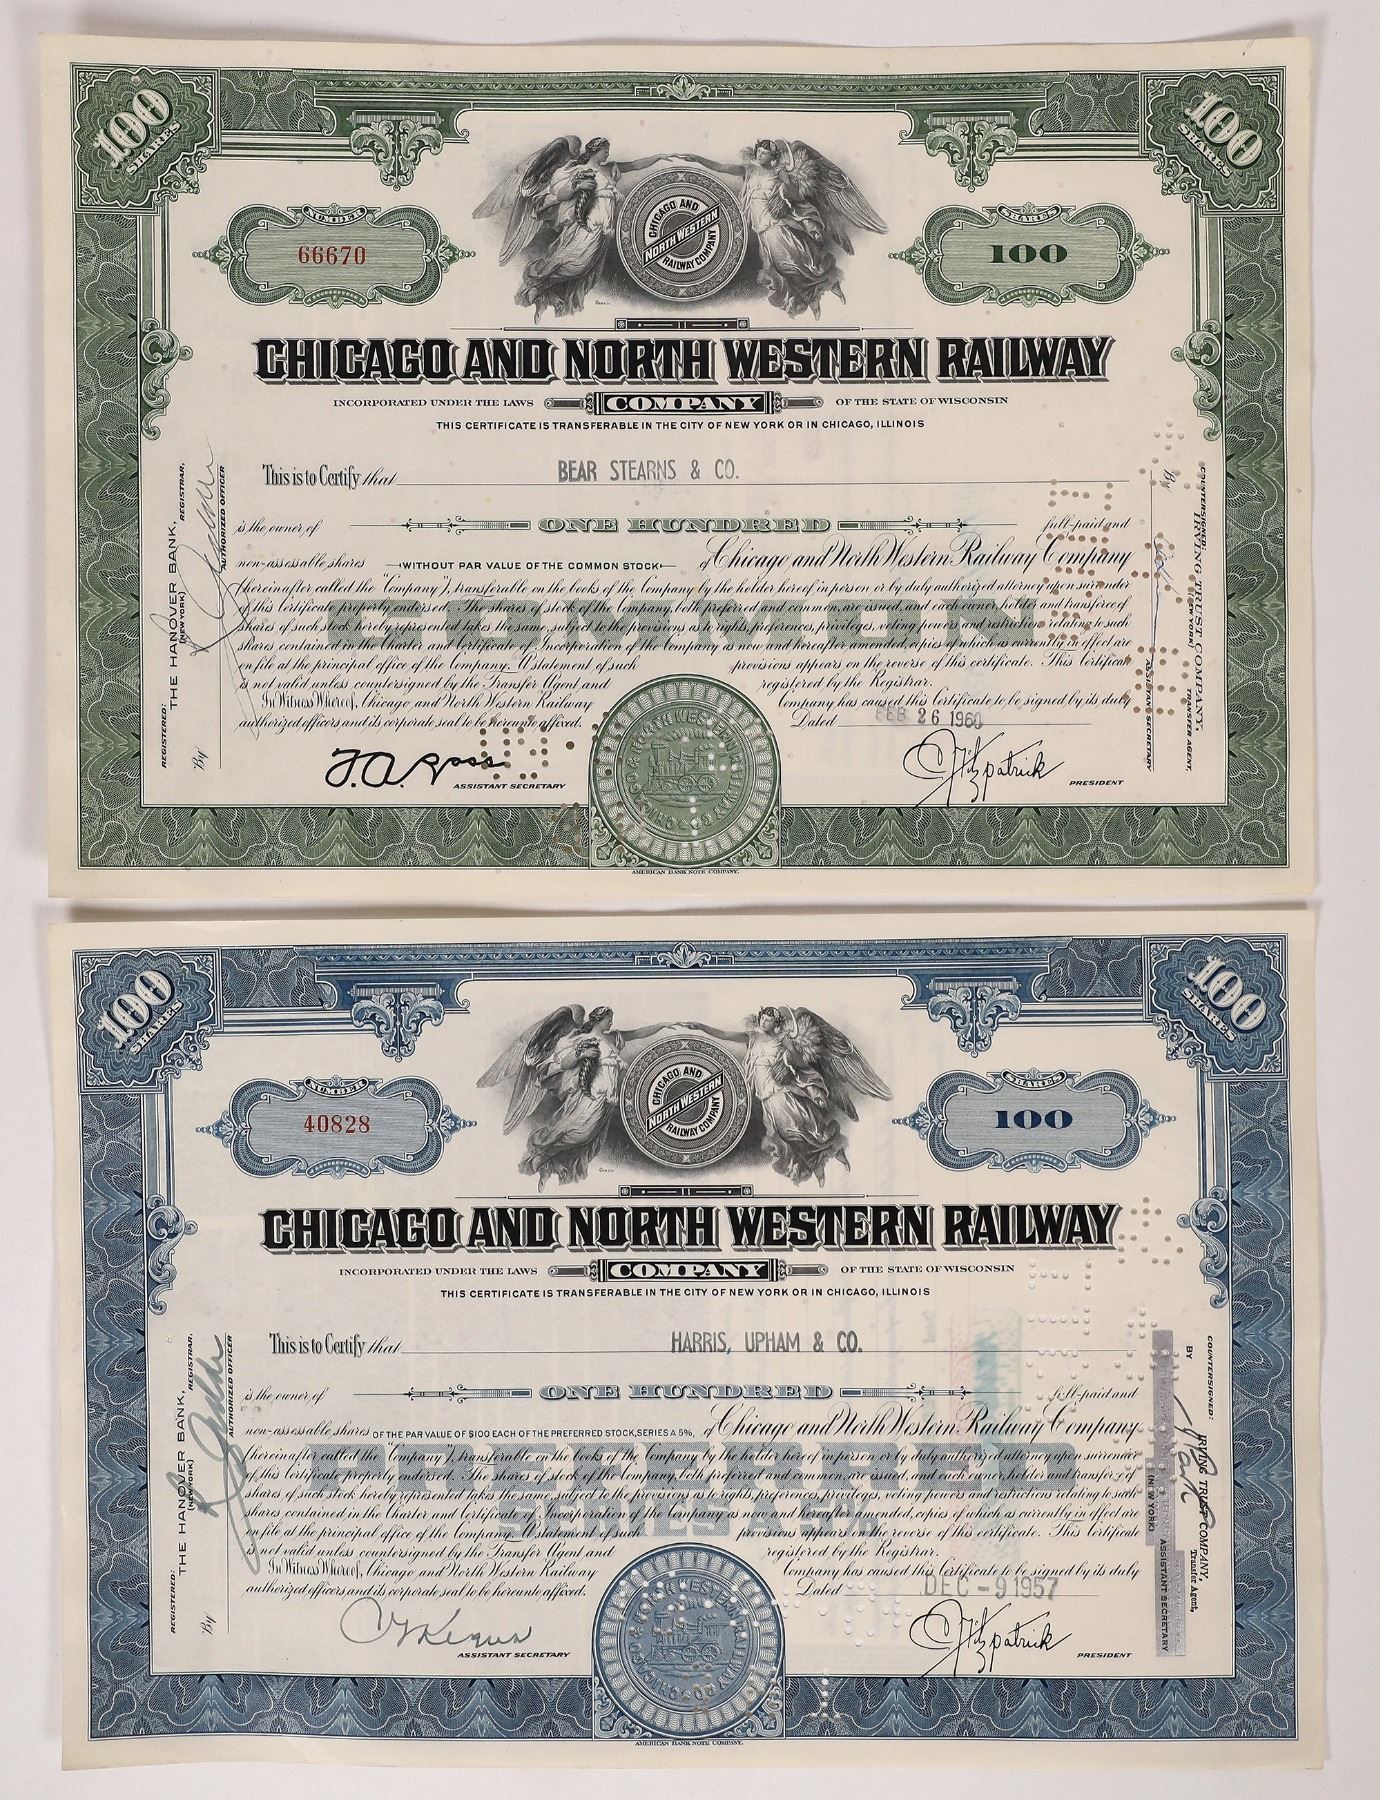 100 SHARES
100 SHARES
NUMBER
66670
SHARES
100
CHICAGO AND
NORTH WESTERN
RAILWAY COMPANY
CHICAGO AND NORTH WESTERN RAILWAY
INCORPORATED UNDER THE LAWS COMPANY OF THE STATE OF WISCONSIN
THIS CERTIFICATE IS TRANSFERABLE IN THE CITY OF NEW YORK OR IN CHICAGO, ILLINOIS
This is to Certify that BEAR STEARNS & CO.
is the owner of ONE HUNDRED full-paid and
non-assessable shares WITHOUT PAR VALUE OF THE COMMON STOCK of Chicago and North Western Railway Company
(hereinafter called the "Company"), transferable on the books of the Company by the holder hereof in person or by duly authorized attorney upon surrender
of this Certificate properly endorsed. The shares of stock of the Company, both preferred and common, are issued, and each owner, holder and transferee of
shares of such stock hereby represented takes the same, subject to the provisions as to rights, preferences, privileges, voting powers and restrictions relating to such
shares contained in the Charter and Certificate of Incorporation of the Company as now and hereafter amended, copies of which as currently in effect are
on file at the principal office of the Company. A statement of such provisions appears on the reverse of this certificate. This Certificate
is not valid unless countersigned by the Transfer Agent and registered by the Registrar.
In Witness Whereof, Chicago and North Western Railway Company has caused this Certificate to be signed by its duly
authorized officers and its corporate seal to be hereunto affixed. Dated FEB 26 1960
COMMON
F.A. Ross
ASSISTANT SECRETARY
C J Fitzpatrick
PRESIDENT
REGISTERED:
THE HANOVER BANK,
(NEW YORK) REGISTRAR,
By
AUTHORIZED OFFICER
COUNTERSIGNED:
IRVING TRUST COMPANY,
(NEW YORK) TRANSFER AGENT,
By
ASSISTANT SECRETARY
CHICAGO & NORTH WESTERN RAILWAY CO
AMERICAN BANK NOTE COMPANY.
100 SHARES
100 SHARES
NUMBER
40828
SHARES
100
CHICAGO AND
NORTH WESTERN
RAILWAY COMPANY
CHICAGO AND NORTH WESTERN RAILWAY
INCORPORATED UNDER THE LAWS COMPANY OF THE STATE OF WISCONSIN
THIS CERTIFICATE IS TRANSFERABLE IN THE CITY OF NEW YORK OR IN CHICAGO, ILLINOIS
This is to Certify that HARRIS, UPHAM & CO.
is the owner of ONE HUNDRED full-paid and
non-assessable shares OF THE PAR VALUE OF $100 EACH OF THE PREFERRED STOCK, SERIES A 5%, of Chicago and North Western Railway Company
(hereinafter called the "Company"), transferable on the books of the Company by the holder hereof in person or by duly authorized attorney upon surrender
of this Certificate properly endorsed. The shares of stock of the Company, both preferred and common, are issued, and each owner, holder and transferee of
shares of such stock hereby represented takes the same, subject to the provisions as to rights, preferences, privileges, voting powers and restrictions relating to such
shares contained in the Charter and Certificate of Incorporation of the Company as now and hereafter amended, copies of which as currently in effect are
on file at the principal office of the Company. A statement of such provisions appears on the reverse of this certificate. This Certificate
is not valid unless countersigned by the Transfer Agent and registered by the Registrar.
In Witness Whereof, Chicago and North Western Railway Company has caused this Certificate to be signed by its duly
authorized officers and its corporate seal to be hereunto affixed. Dated DEC -9 1957
PREFERRED
SERIES A 5%
ASSISTANT SECRETARY
C J Fitzpatrick
PRESIDENT
REGISTERED:
THE HANOVER BANK,
(NEW YORK) REGISTRAR,
By
AUTHORIZED OFFICER
COUNTERSIGNED:
IRVING TRUST COMPANY,
Transfer Agent,
BY
(NEW YORK)
ASSISTANT SECRETARY
CHICAGO & NORTH WESTERN RAILWAY CO
AMERICAN BANK NOTE COMPANY.